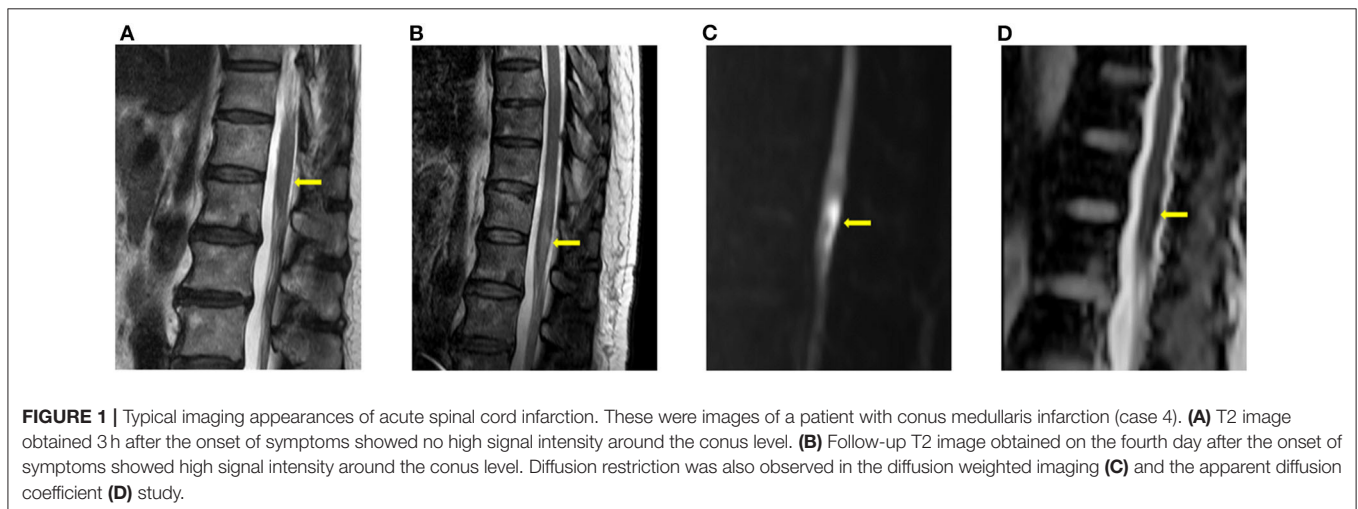 A
B
C
D
FIGURE 1 | Typical imaging appearances of acute spinal cord infarction. These were images of a patient with conus medullaris infarction (case 4). (A) T2 image
obtained 3 h after the onset of symptoms showed no high signal intensity around the conus level. (B) Follow-up T2 image obtained on the fourth day after the onset of
symptoms showed high signal intensity around the conus level. Diffusion restriction was also observed in the diffusion weighted imaging (C) and the apparent diffusion
coefficient (D) study.